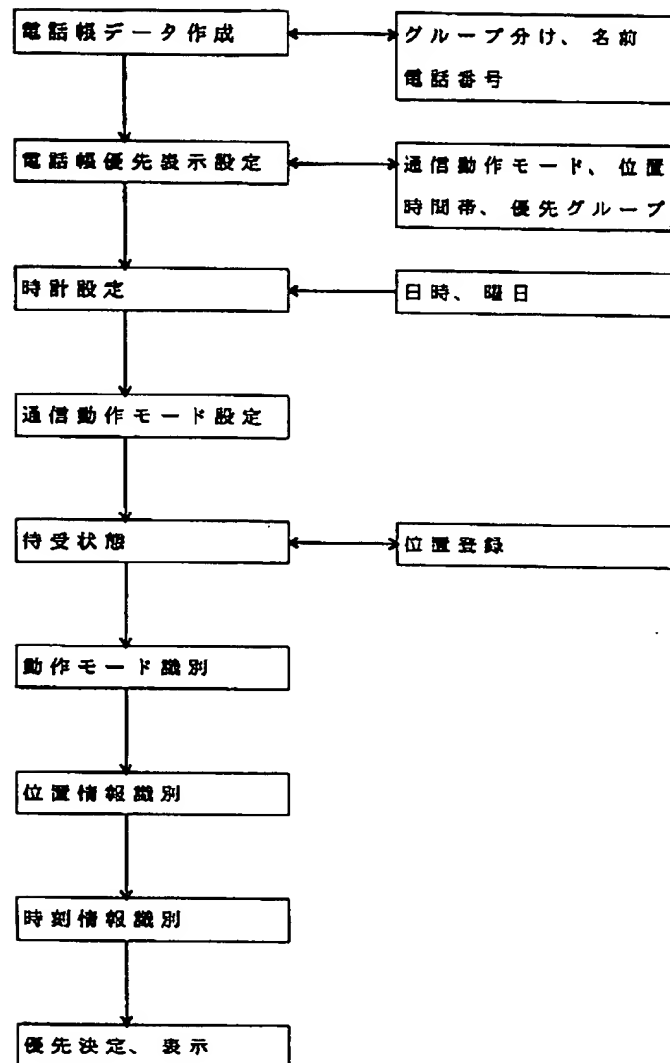 電話帳データ作成
グループ分け、名前
電話番号
電話帳優先表示設定
通信動作モード、位置
時間帯、優先グループ
時計設定
日時、曜日
通信動作モード設定
待受状態
位置登録
動作モード識別
位置情報識別
時刻情報識別
優先決定、表示